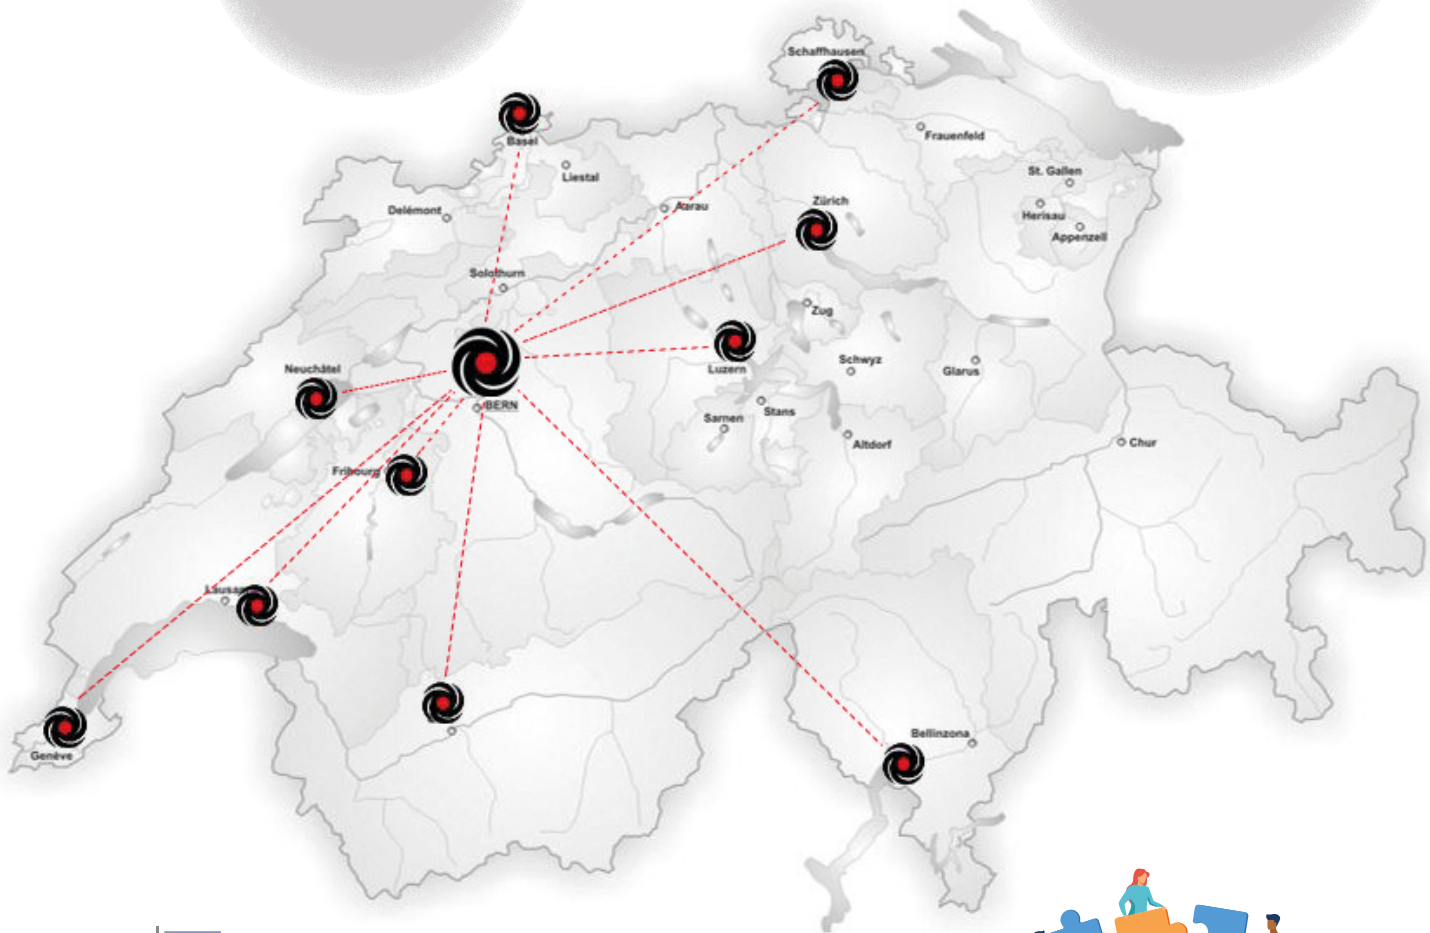 Schaffhausen
Basel
Frauenfeld
Liestal
St. Gallen
Delémont
Aarau
Zürich
Herisau
Appenzell
Solothurn
Zug
Neuchâtel
Luzern
Schwyz
Glarus
BERN
Sarnen
Stans
Altdorf
Chur
Fribourg
Bellinzona
Genève